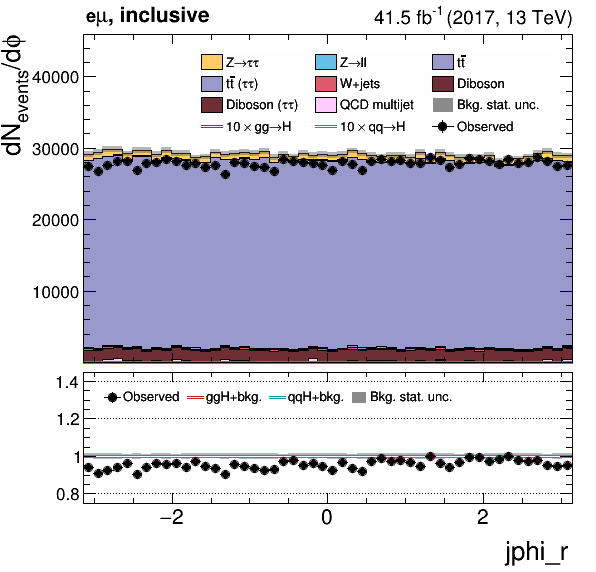 eμ, inclusive 41.5 fb⁻¹ (2017, 13 TeV)
dN_events/dϕ
Z→ττ Z→ll tt̄
tt̄ (ττ) W+jets Diboson
Diboson (ττ) QCD multijet Bkg. stat. unc.
10 × gg→H 10 × qq→H Observed
40000
30000
20000
10000
1.4
Observed ggH+bkg. qqH+bkg. Bkg. stat. unc.
1.2
1
0.8
−2 0 2
jphi_r